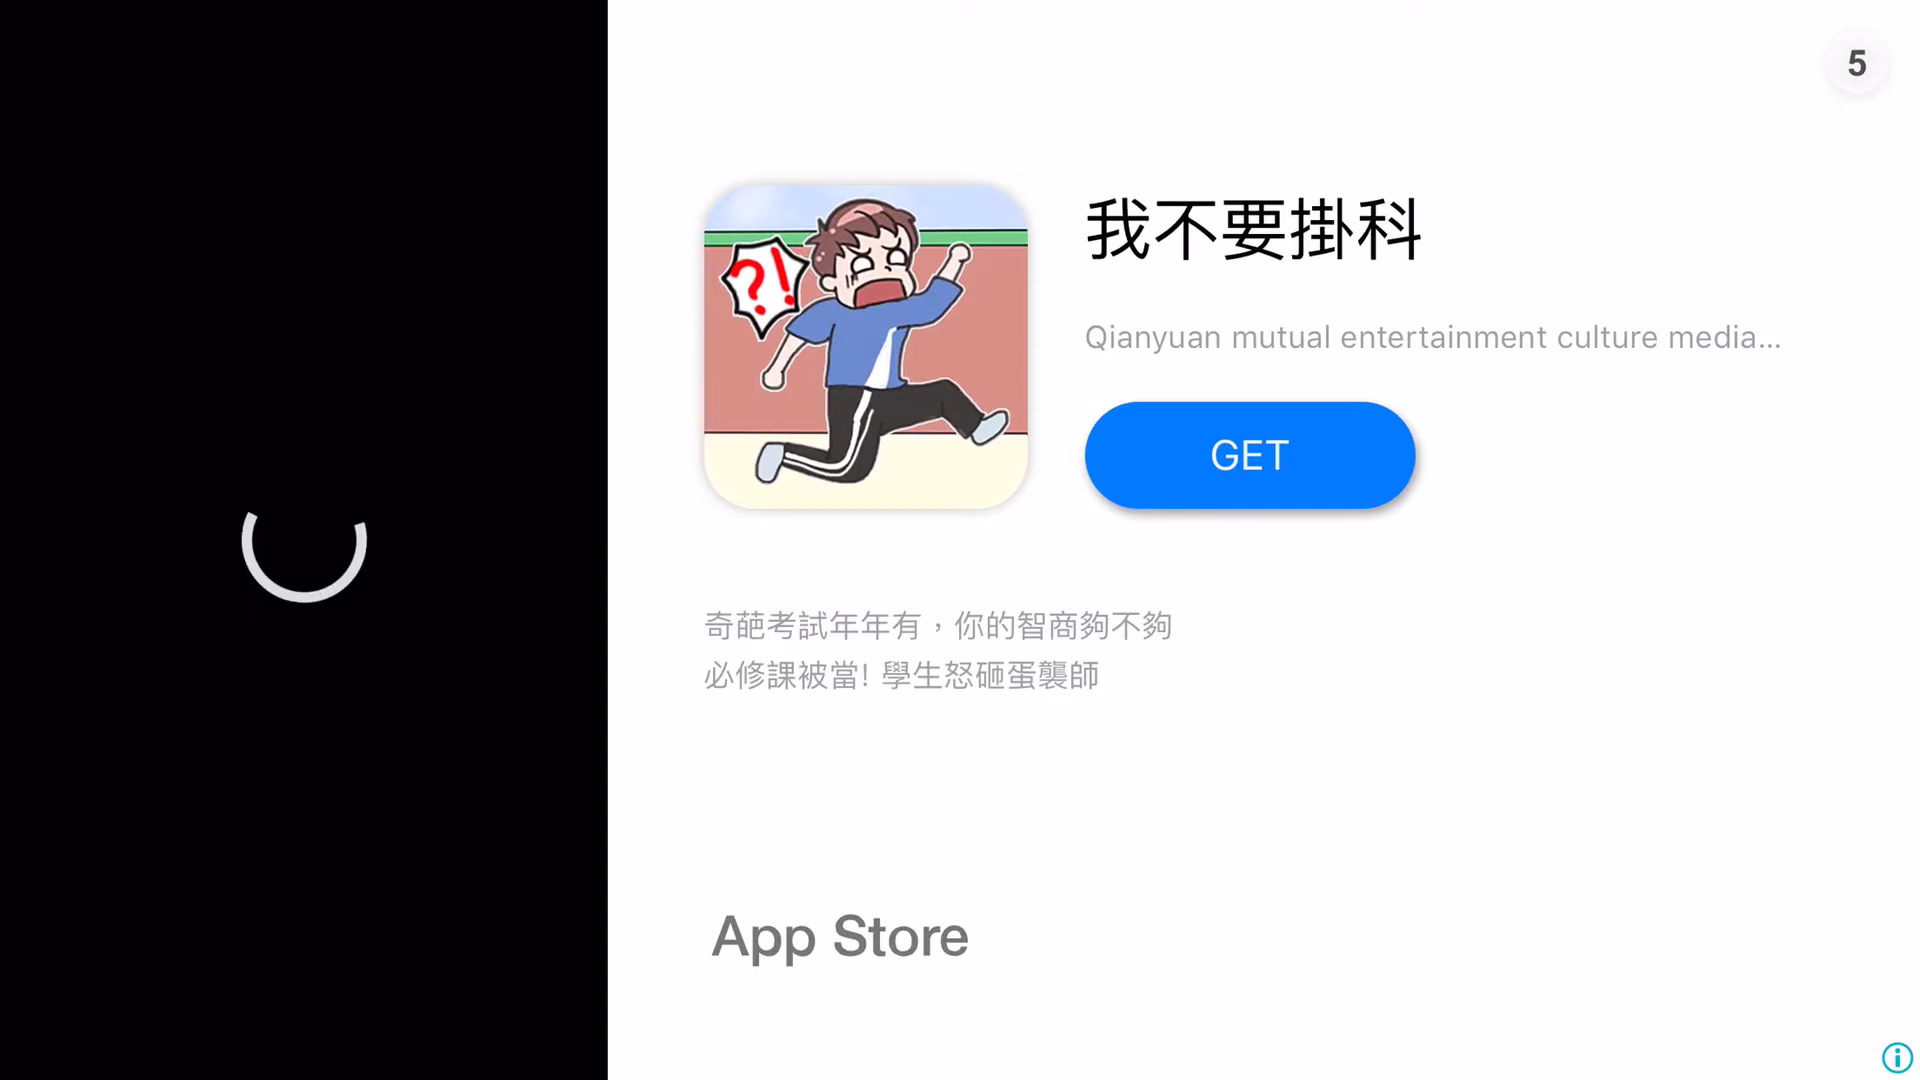 5
?!
我不要掛科
Qianyuan mutual entertainment culture media...
GET
奇葩考試年年有，你的智商夠不夠
必修課被當! 學生怒砸蛋襲師
App Store